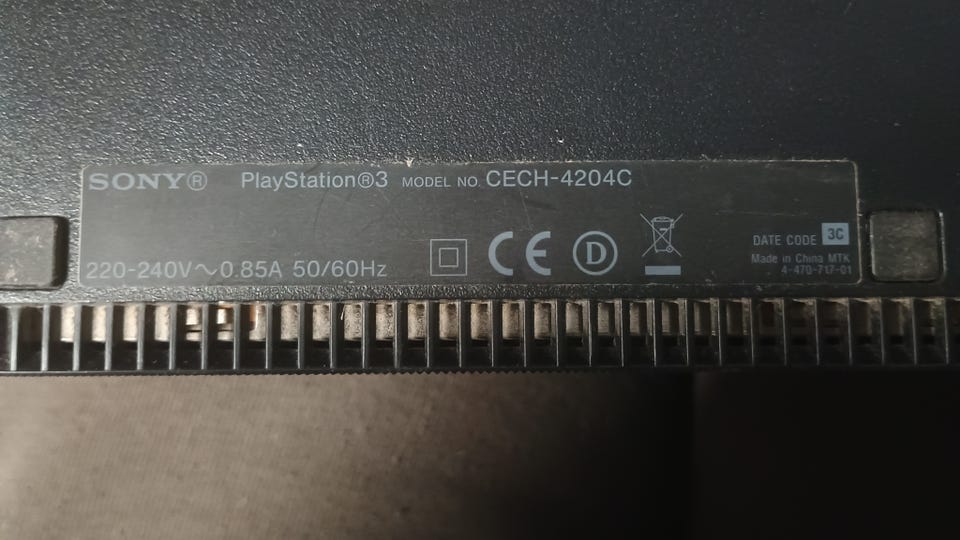 SONY® PlayStation®3 MODEL NO. CECH-4204C
220-240V~0.85A 50/60Hz
CE
D
DATE CODE 3C
Made in China MTK
4-470-717-01